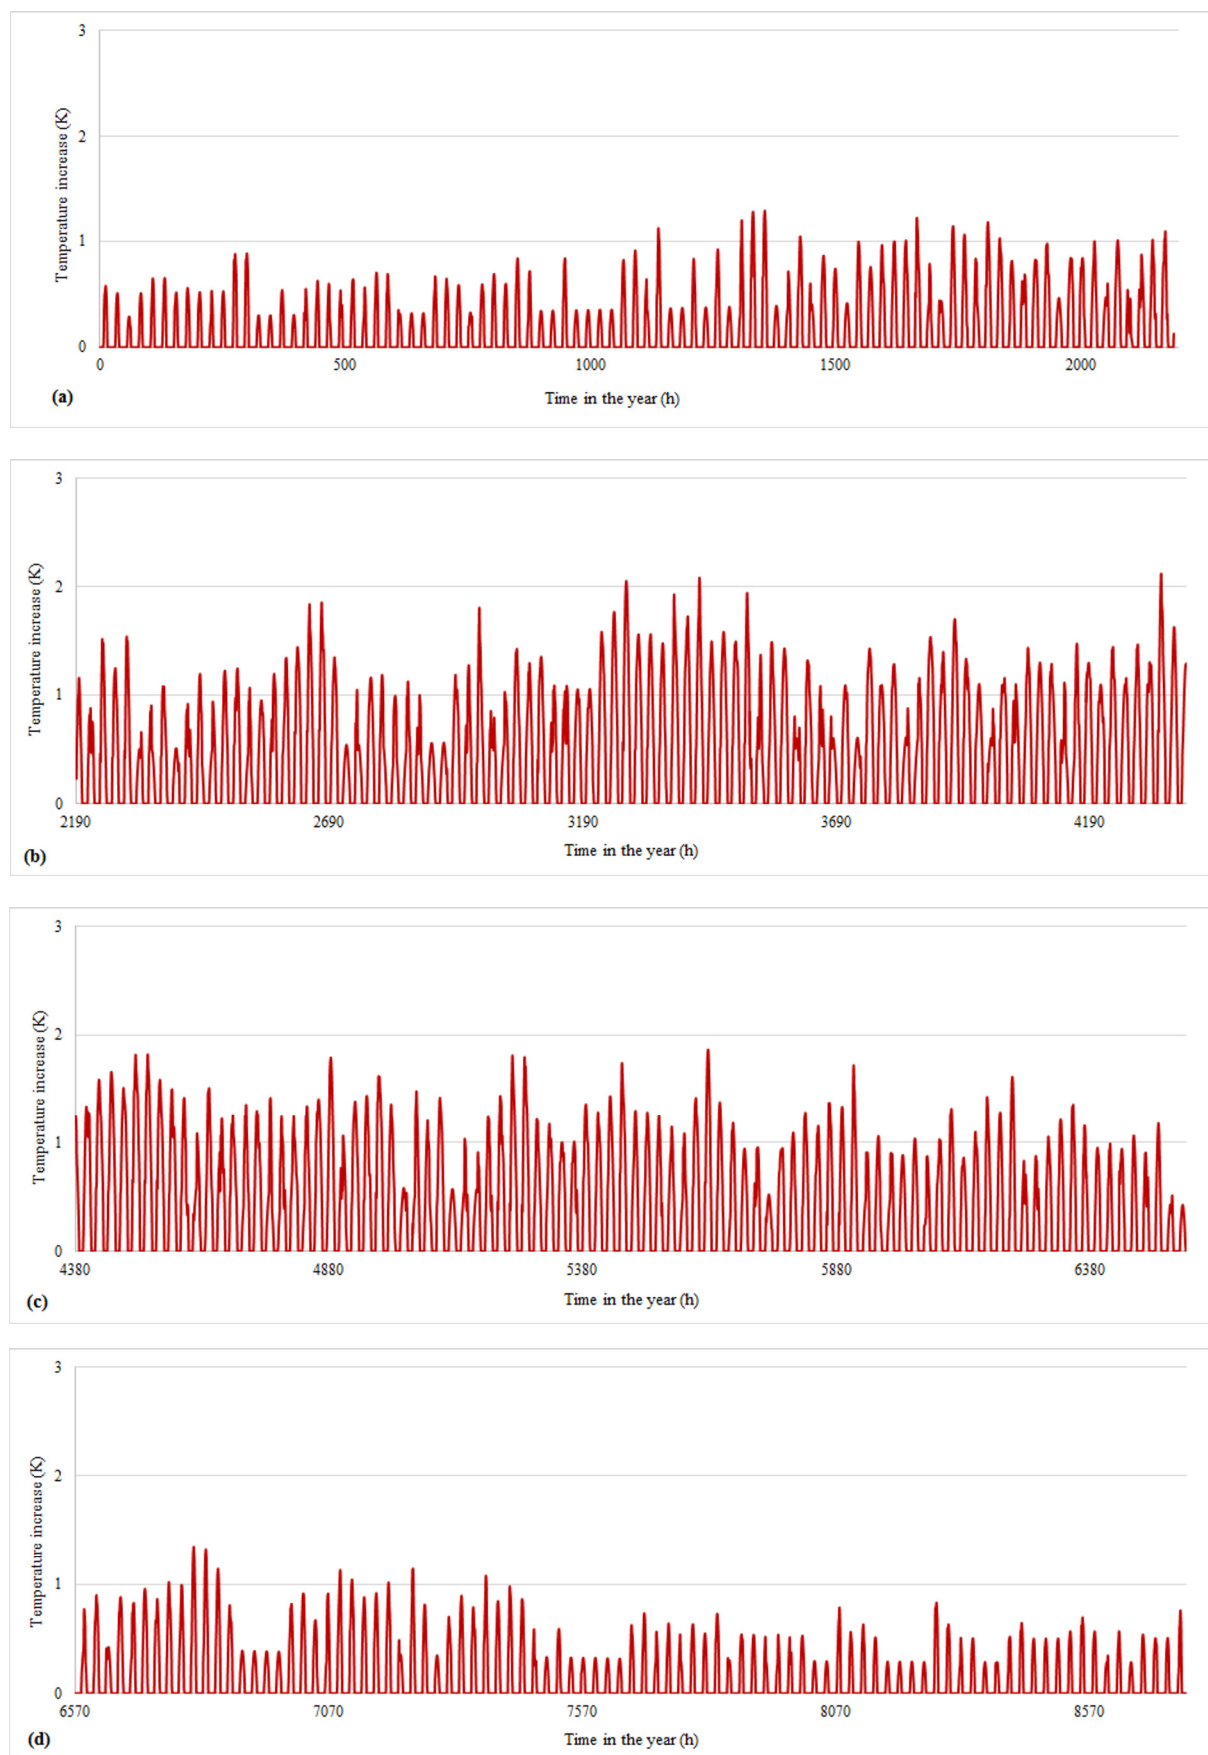 3
2
1
0
Temperature increase (K)
0 500 1000 1500 2000
Time in the year (h)
(a)
3
2
1
0
Temperature increase (K)
2190 2690 3190 3690 4190
Time in the year (h)
(b)
3
2
1
0
Temperature increase (K)
4380 4880 5380 5880 6380
Time in the year (h)
(c)
3
2
1
0
Temperature increase (K)
6570 7070 7570 8070 8570
Time in the year (h)
(d)